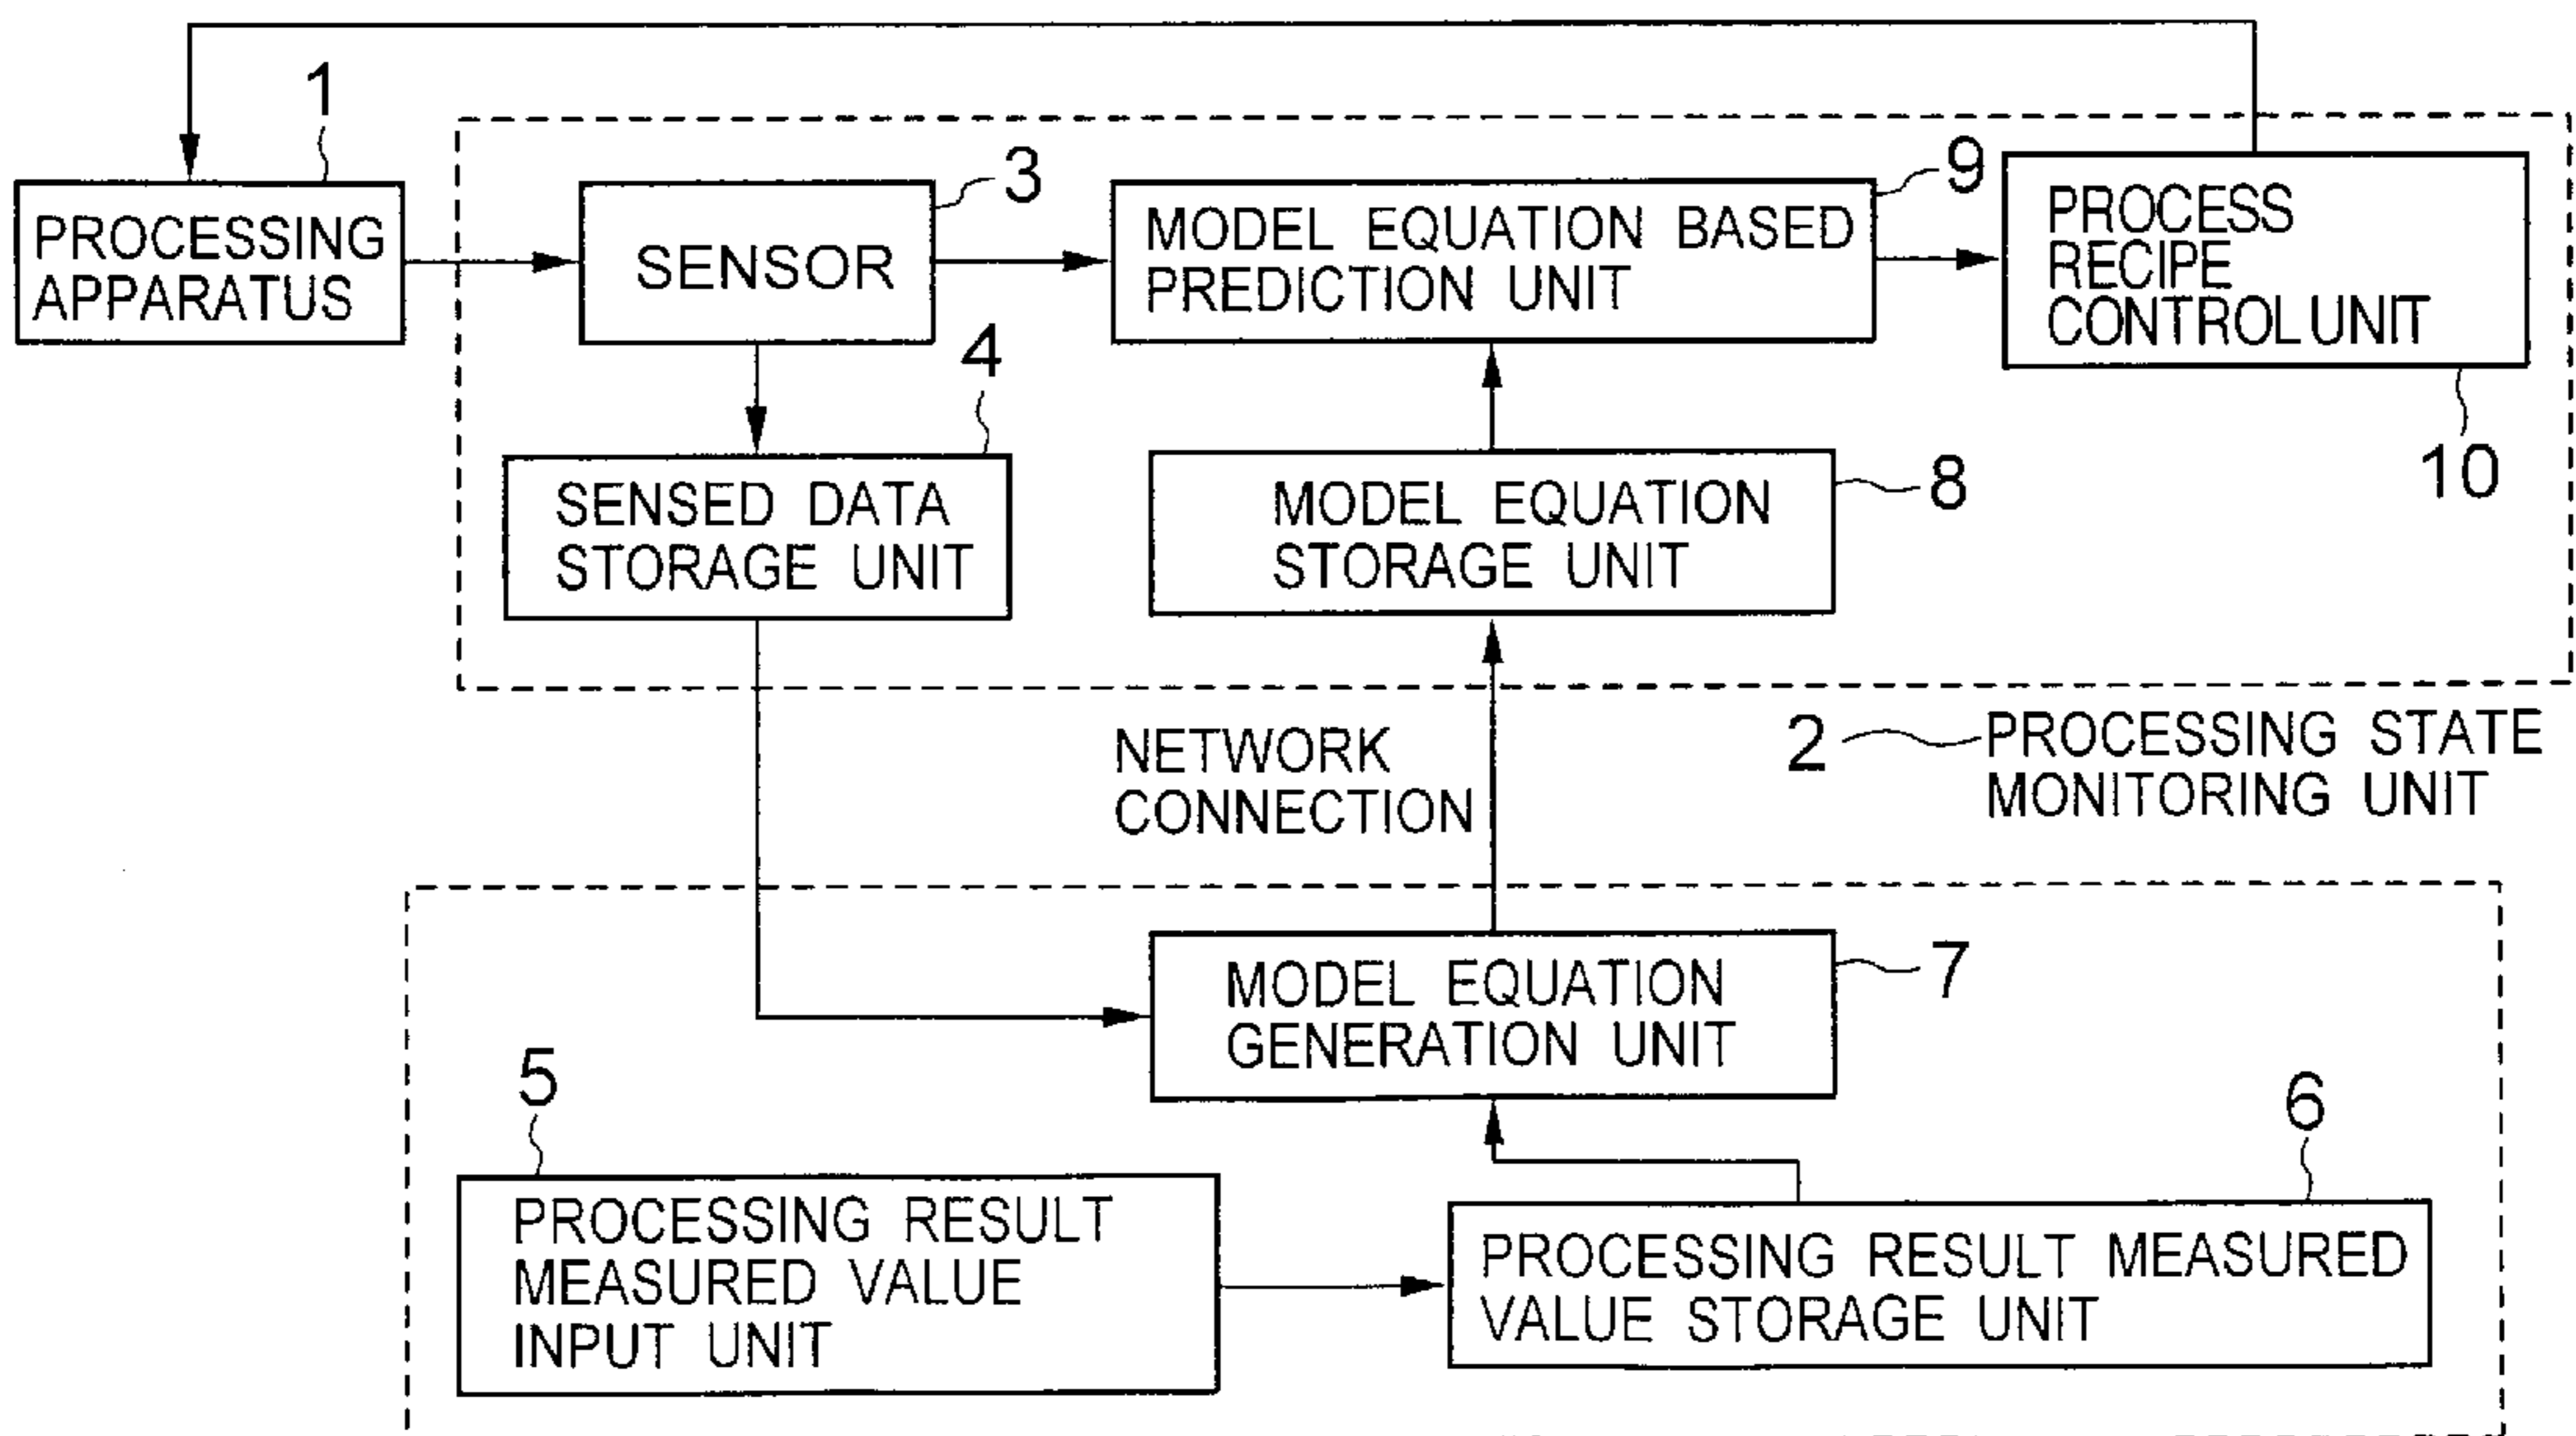 1
PROCESSING
APPARATUS
3
SENSOR
9
MODEL EQUATION BASED
PREDICTION UNIT
PROCESS
RECIPE
CONTROL UNIT
10
4
SENSED DATA
STORAGE UNIT
8
MODEL EQUATION
STORAGE UNIT
NETWORK
CONNECTION
2
PROCESSING STATE
MONITORING UNIT
7
MODEL EQUATION
GENERATION UNIT
5
PROCESSING RESULT
MEASURED VALUE
INPUT UNIT
6
PROCESSING RESULT MEASURED
VALUE STORAGE UNIT